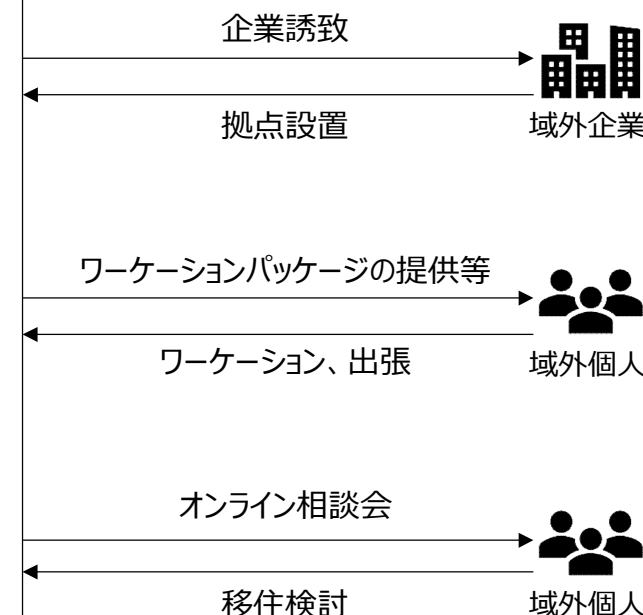 企業誘致
拠点設置
域外企業
ワーケーションパッケージの提供等
ワーケーション、出張
域外個人
オンライン相談会
移住検討
域外個人